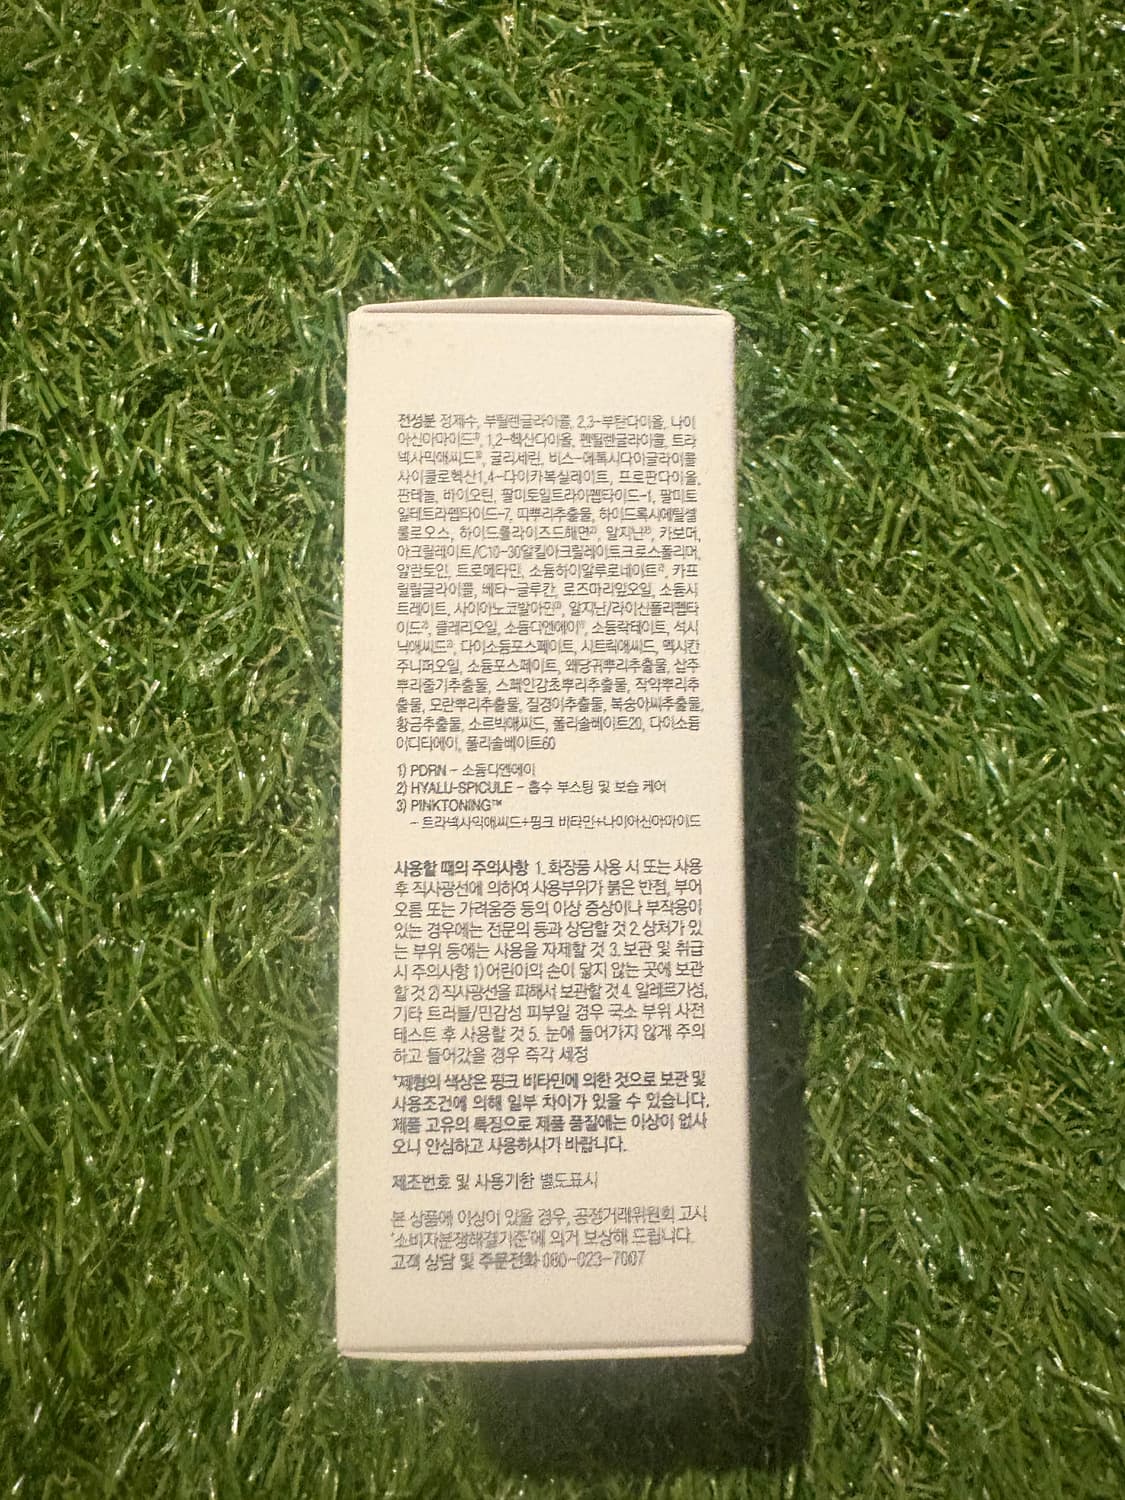 전성분 정제수, 부틸렌글라이콜, 2,3-부탄다이올, 나이
아신아마이드³⁾, 1,2-헥산다이올, 펜틸렌글라이콜, 트라
넥사믹애씨드³⁾, 글리세린, 비스-에톡시다이글라이콜
사이클로헥산1,4-다이카복실레이트, 프로판다이올,
판테놀, 바이오틴, 팔미토일트라이펩타이드-1, 팔미토
일테트라펩타이드-7, 띠뿌리추출물, 하이드록시에틸셀
룰로오스, 하이드롤라이즈드해면²⁾, 알지닌²⁾, 카보머,
아크릴레이트/C10-30알킬아크릴레이트크로스폴리머,
알란토인, 트로메타민, 소듐하이알루로네이트²⁾, 카프
릴릴글라이콜, 베타-글루칸, 로즈마리잎오일, 소듐시
트레이트, 사이아노코발아민³⁾, 알지닌/라이신폴리펩타
이드²⁾, 클레리오일, 소듐디엔에이¹⁾, 소듐락테이트, 석시
닉애씨드²⁾, 다이소듐포스페이트, 시트릭애씨드, 멕시칸
주니퍼오일, 소듐포스페이트, 왜당귀뿌리추출물, 삽주
뿌리줄기추출물, 스페인감초뿌리추출물, 작약뿌리추
출물, 모란뿌리추출물, 질경이추출물, 복숭아씨추출물,
황금추출물, 소르빅애씨드, 폴리솔베이트20, 다이소듐
이디티에이, 폴리솔베이트60
1) PDRN - 소듐디엔에이
2) HYALU-SPICULE - 흡수 부스팅 및 보습 케어
3) PINKTONING™
- 트라넥사믹애씨드+핑크 비타민+나이아신아마이드
사용할 때의 주의사항 1. 화장품 사용 시 또는 사용
후 직사광선에 의하여 사용부위가 붉은 반점, 부어
오름 또는 가려움증 등의 이상 증상이나 부작용이
있는 경우에는 전문의 등과 상담할 것 2. 상처가 있
는 부위 등에는 사용을 자제할 것 3. 보관 및 취급
시 주의사항 1) 어린이의 손이 닿지 않는 곳에 보관
할 것 2) 직사광선을 피해서 보관할 것 4. 알레르기성,
기타 트러블/민감성 피부일 경우 국소 부위 사전
테스트 후 사용할 것 5. 눈에 들어가지 않게 주의
하고 들어갔을 경우 즉각 세정
*제형의 색상은 핑크 비타민에 의한 것으로 보관 및
사용조건에 의해 일부 차이가 있을 수 있습니다.
제품 고유의 특징으로 제품 품질에는 이상이 없사
오니 안심하고 사용하시기 바랍니다.
제조번호 및 사용기한 별도표시
본 상품에 이상이 있을 경우, 공정거래위원회 고시
'소비자분쟁해결기준'에 의거 보상해 드립니다.
고객 상담 및 주문전화 080-023-7007